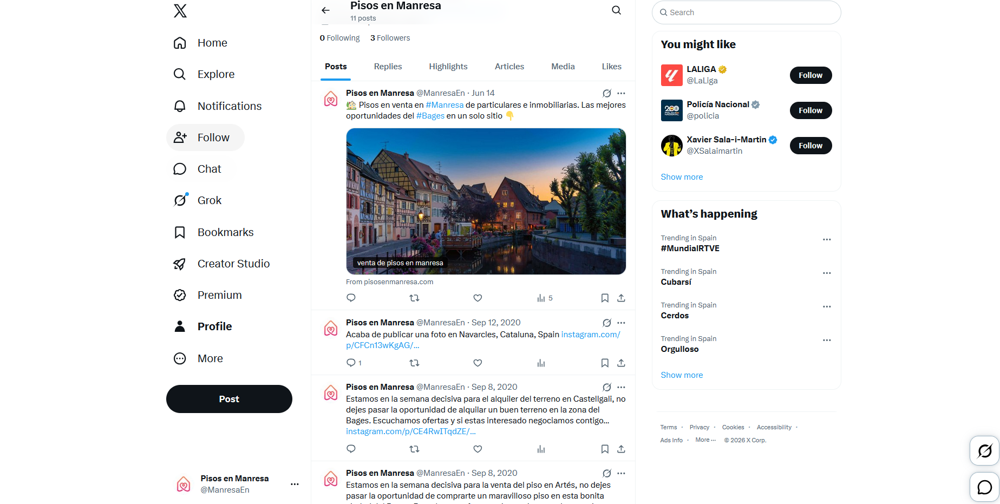 Home
Explore
Notifications
Follow
Chat
Grok
Bookmarks
Creator Studio
Premium
Profile
More
Post
Pisos en Manresa
@ManresaEn
Pisos en Manresa
11 posts
0 Following 3 Followers
Posts Replies Highlights Articles Media Likes
Pisos en Manresa @ManresaEn · Jun 14
Pisos en venta en #Manresa de particulares e inmobiliarias. Las mejores
oportunidades del #Bages en un solo sitio
venta de pisos en manresa
From pisosenmanresa.com
5
Pisos en Manresa @ManresaEn · Sep 12, 2020
Acaba de publicar una foto en Navarcles, Cataluna, Spain instagram.com/
p/CFCn13wKgAG/…
1
Pisos en Manresa @ManresaEn · Sep 8, 2020
Estamos en la semana decisiva para el alquiler del terreno en Castellgali, no
dejes pasar la oportunidad de alquilar un buen terreno en la zona del
Bages. Escuchamos ofertas y si estas interesado negociamos contigo...
instagram.com/p/CE4RwITqdZE/…
Pisos en Manresa @ManresaEn · Sep 8, 2020
Estamos en la semana decisiva para la venta del piso en Artés, no dejes
pasar la oportunidad de comprarte un maravilloso piso en esta bonita
Search
You might like
LALIGA
@LaLiga
Follow
Policía Nacional
@policia
Follow
Xavier Sala-i-Martin
@XSalaimartin
Follow
Show more
What's happening
Trending in Spain
#MundialRTVE
Trending in Spain
Cubarsí
Trending in Spain
Cerdos
Trending in Spain
Orgulloso
Show more
Terms · Privacy · Cookies · Accessibility ·
Ads Info · More ··· © 2026 X Corp.